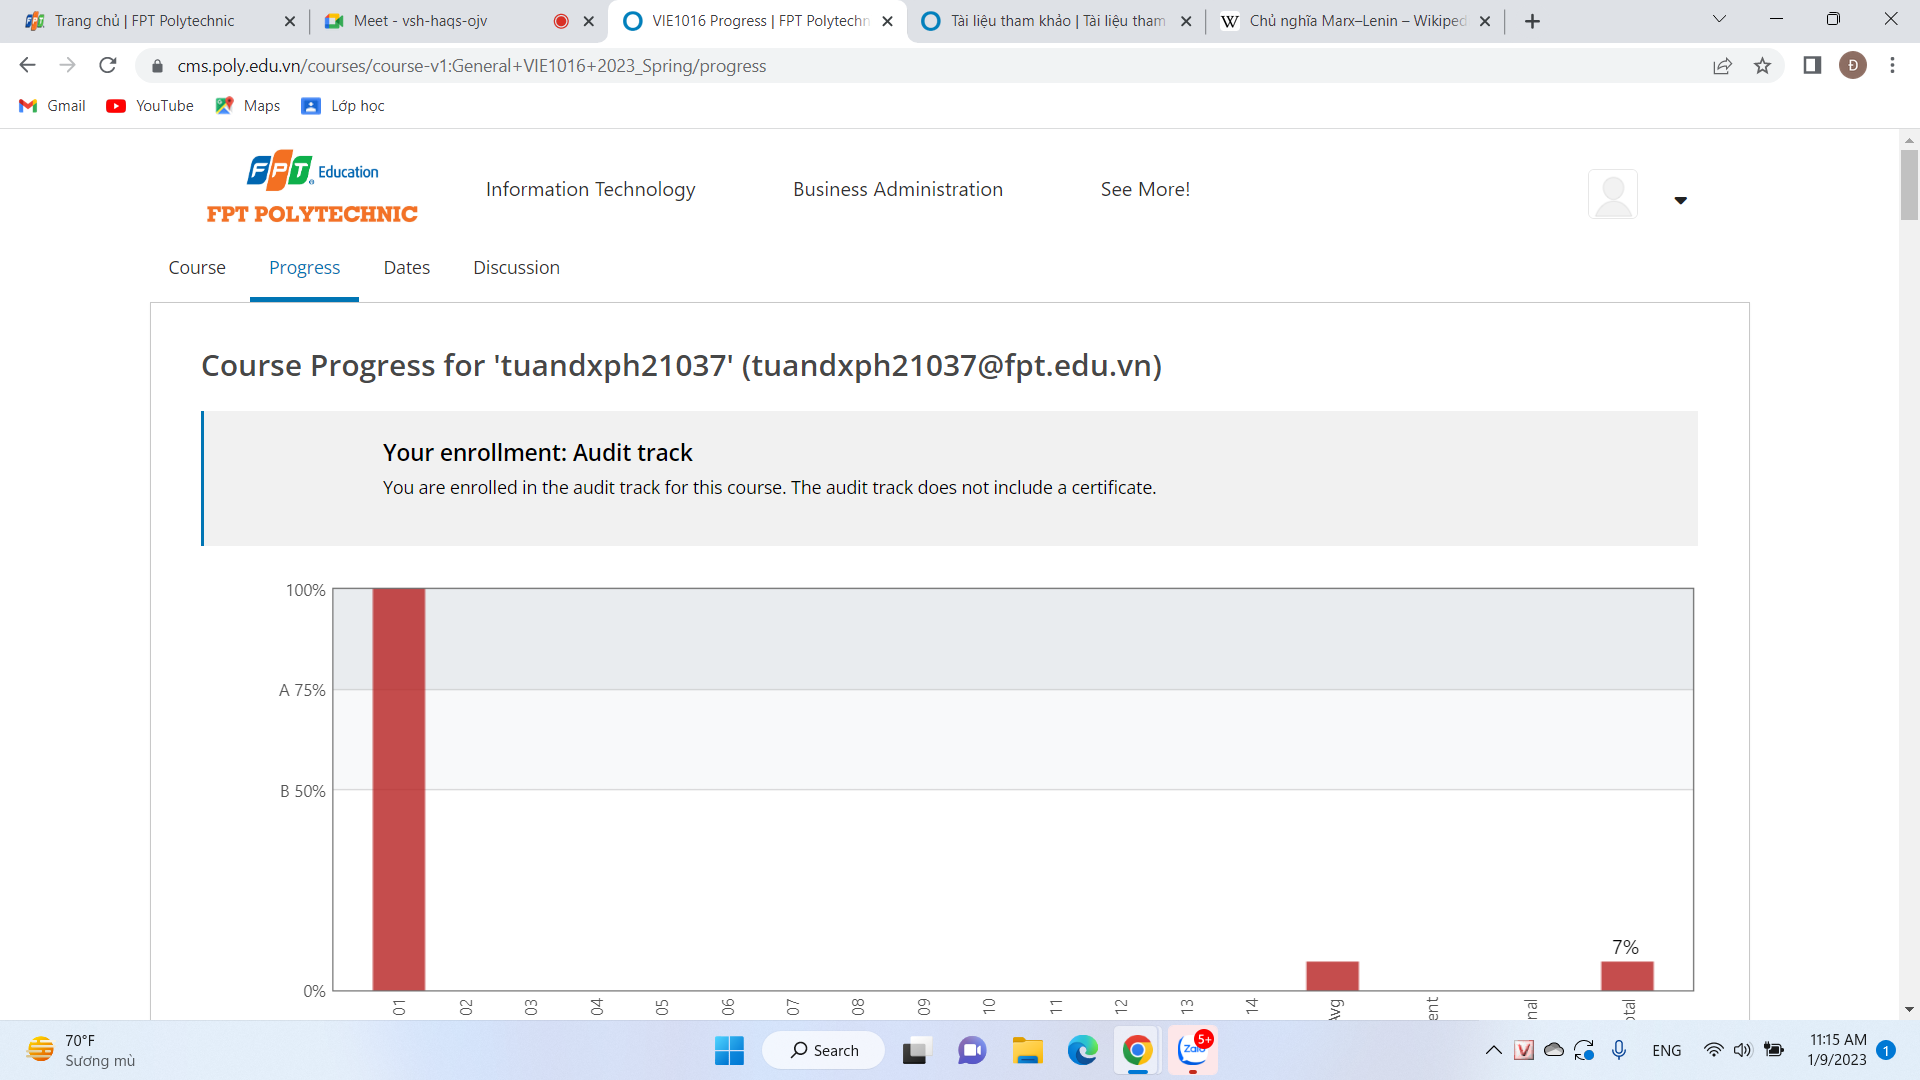 Trang chủ | FPT Polytechnic
Meet - vsh-haqs-ojv
VIE1016 Progress | FPT Polytechn
Tài liệu tham khảo | Tài liệu tham
Chủ nghĩa Marx–Lenin – Wikiped
cms.poly.edu.vn/courses/course-v1:General+VIE1016+2023_Spring/progress
Đ
Gmail
YouTube
Maps
Lớp học
FPT Education
FPT POLYTECHNIC
Information Technology
Business Administration
See More!
Course
Progress
Dates
Discussion
Course Progress for 'tuandxph21037' (tuandxph21037@fpt.edu.vn)
Your enrollment: Audit track
You are enrolled in the audit track for this course. The audit track does not include a certificate.
100%
A 75%
B 50%
0%
7%
01
02
03
04
05
06
07
08
09
10
11
12
13
14
Avg
ent
nal
otal
70°F
Sương mù
Search
Zalo
5+
ENG
11:15 AM
1/9/2023
1